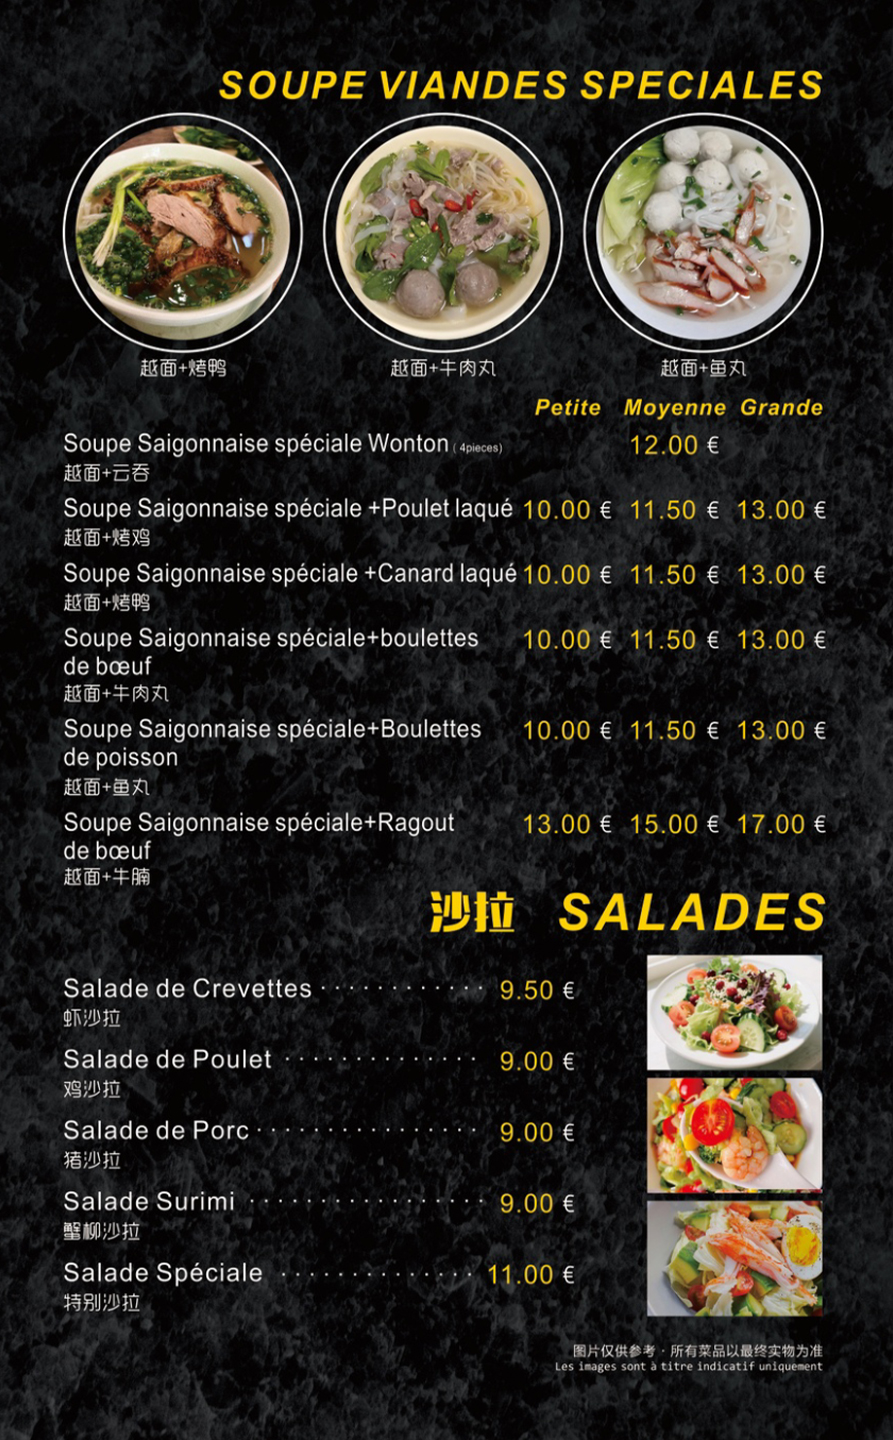 SOUPE VIANDES SPECIALES
越面+烤鸭
越面+牛肉丸
越面+鱼丸
Petite Moyenne Grande
Soupe Saigonnaise spéciale Wonton ( 4pieces) 12.00 €
越面+云吞
Soupe Saigonnaise spéciale +Poulet laqué 10.00 € 11.50 € 13.00 €
越面+烤鸡
Soupe Saigonnaise spéciale +Canard laqué 10.00 € 11.50 € 13.00 €
越面+烤鸭
Soupe Saigonnaise spéciale+boulettes 10.00 € 11.50 € 13.00 €
de bœuf
越面+牛肉丸
Soupe Saigonnaise spéciale+Boulettes 10.00 € 11.50 € 13.00 €
de poisson
越面+鱼丸
Soupe Saigonnaise spéciale+Ragout 13.00 € 15.00 € 17.00 €
de bœuf
越面+牛腩
沙拉 SALADES
Salade de Crevettes ············ 9.50 €
虾沙拉
Salade de Poulet ·············· 9.00 €
鸡沙拉
Salade de Porc ················ 9.00 €
猪沙拉
Salade Surimi ················· 9.00 €
蟹柳沙拉
Salade Spéciale ·············· 11.00 €
特别沙拉
图片仅供参考 · 所有菜品以最终实物为准
Les images sont à titre indicatif uniquement